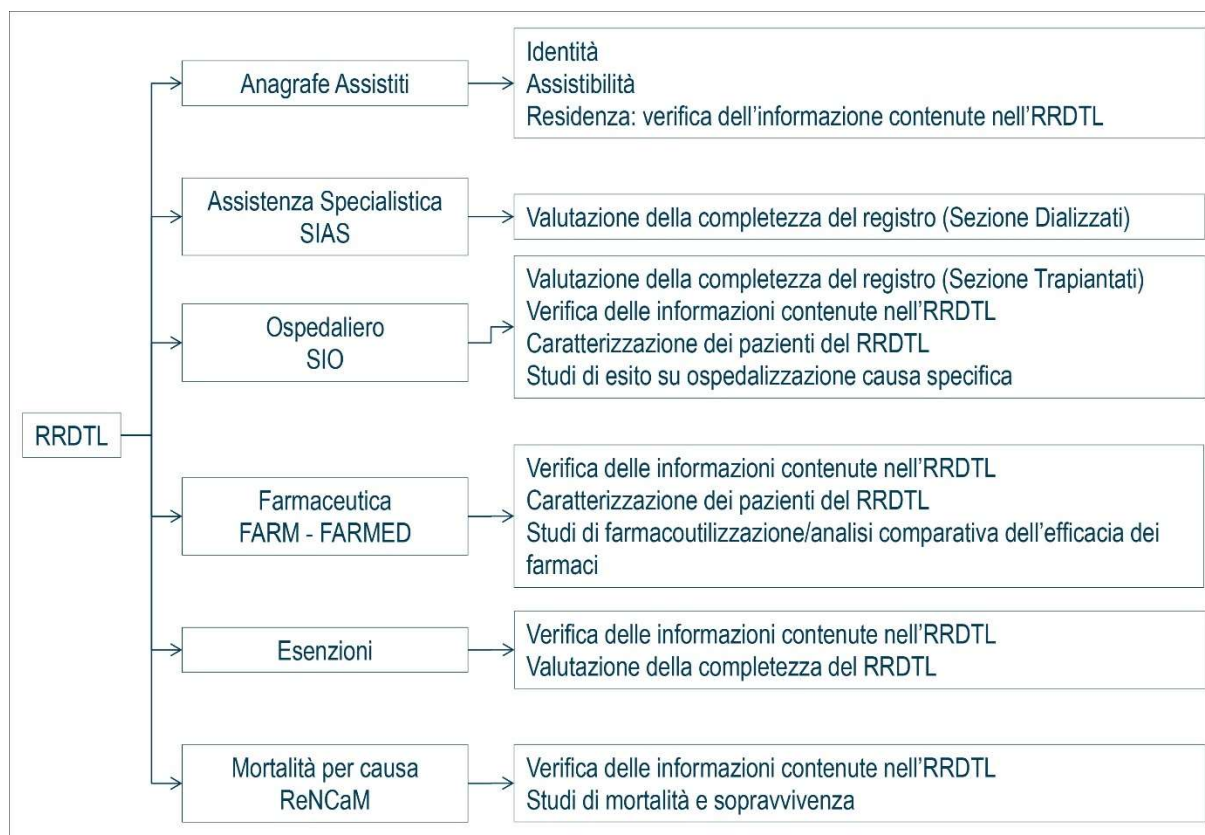 RRDTL
Anagrafe Assistiti
Identità
Assistibilità
Residenza: verifica dell'informazione contenute nell'RRDTL
Assistenza Specialistica
SIAS
Valutazione della completezza del registro (Sezione Dializzati)
Ospedaliero
SIO
Valutazione della completezza del registro (Sezione Trapiantati)
Verifica delle informazioni contenute nell'RRDTL
Caratterizzazione dei pazienti del RRDTL
Studi di esito su ospedalizzazione causa specifica
Farmaceutica
FARM - FARMED
Verifica delle informazioni contenute nell'RRDTL
Caratterizzazione dei pazienti del RRDTL
Studi di farmacoutilizzazione/analisi comparativa dell'efficacia dei
farmaci
Esenzioni
Verifica delle informazioni contenute nell'RRDTL
Valutazione della completezza del RRDTL
Mortalità per causa
ReNCaM
Verifica delle informazioni contenute nell'RRDTL
Studi di mortalità e sopravvivenza